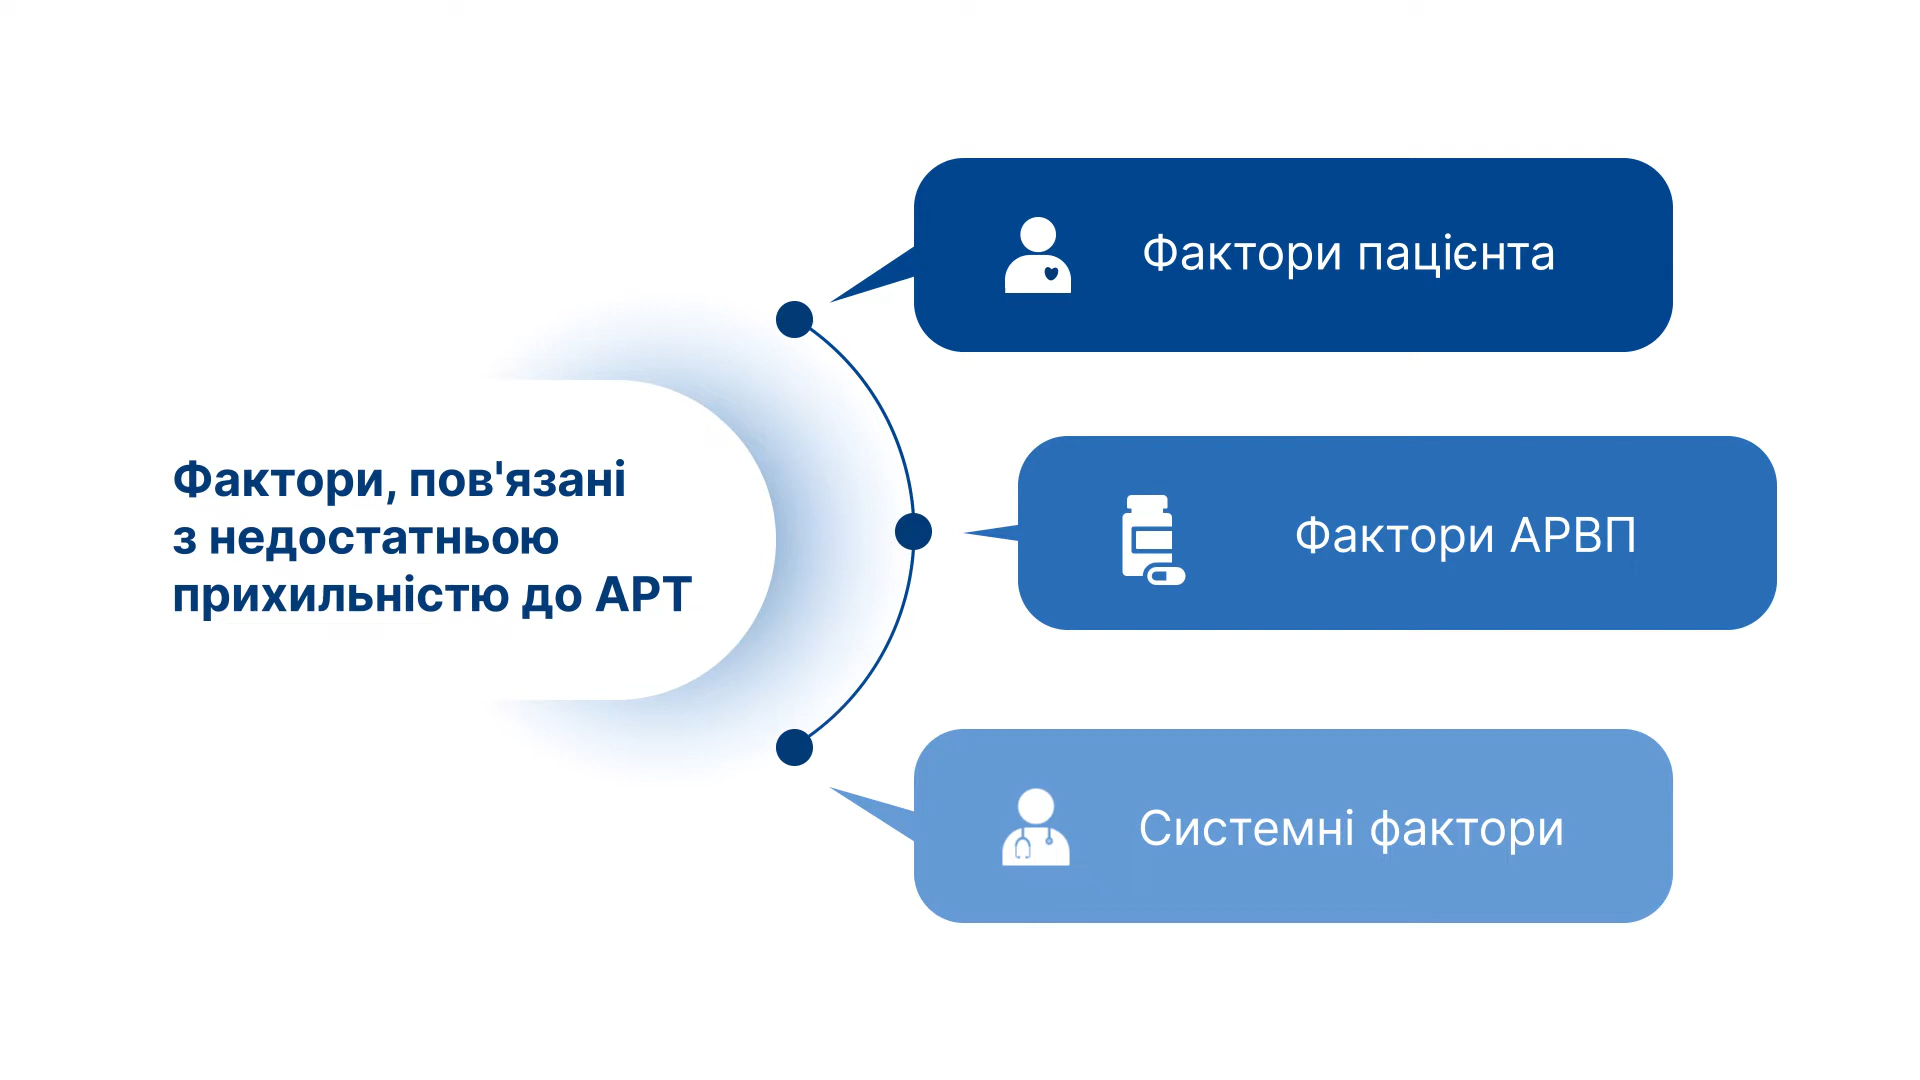 Фактори, пов'язані
з недостатньою
прихильністю до АРТ
Фактори пацієнта
Фактори АРВП
Системні фактори